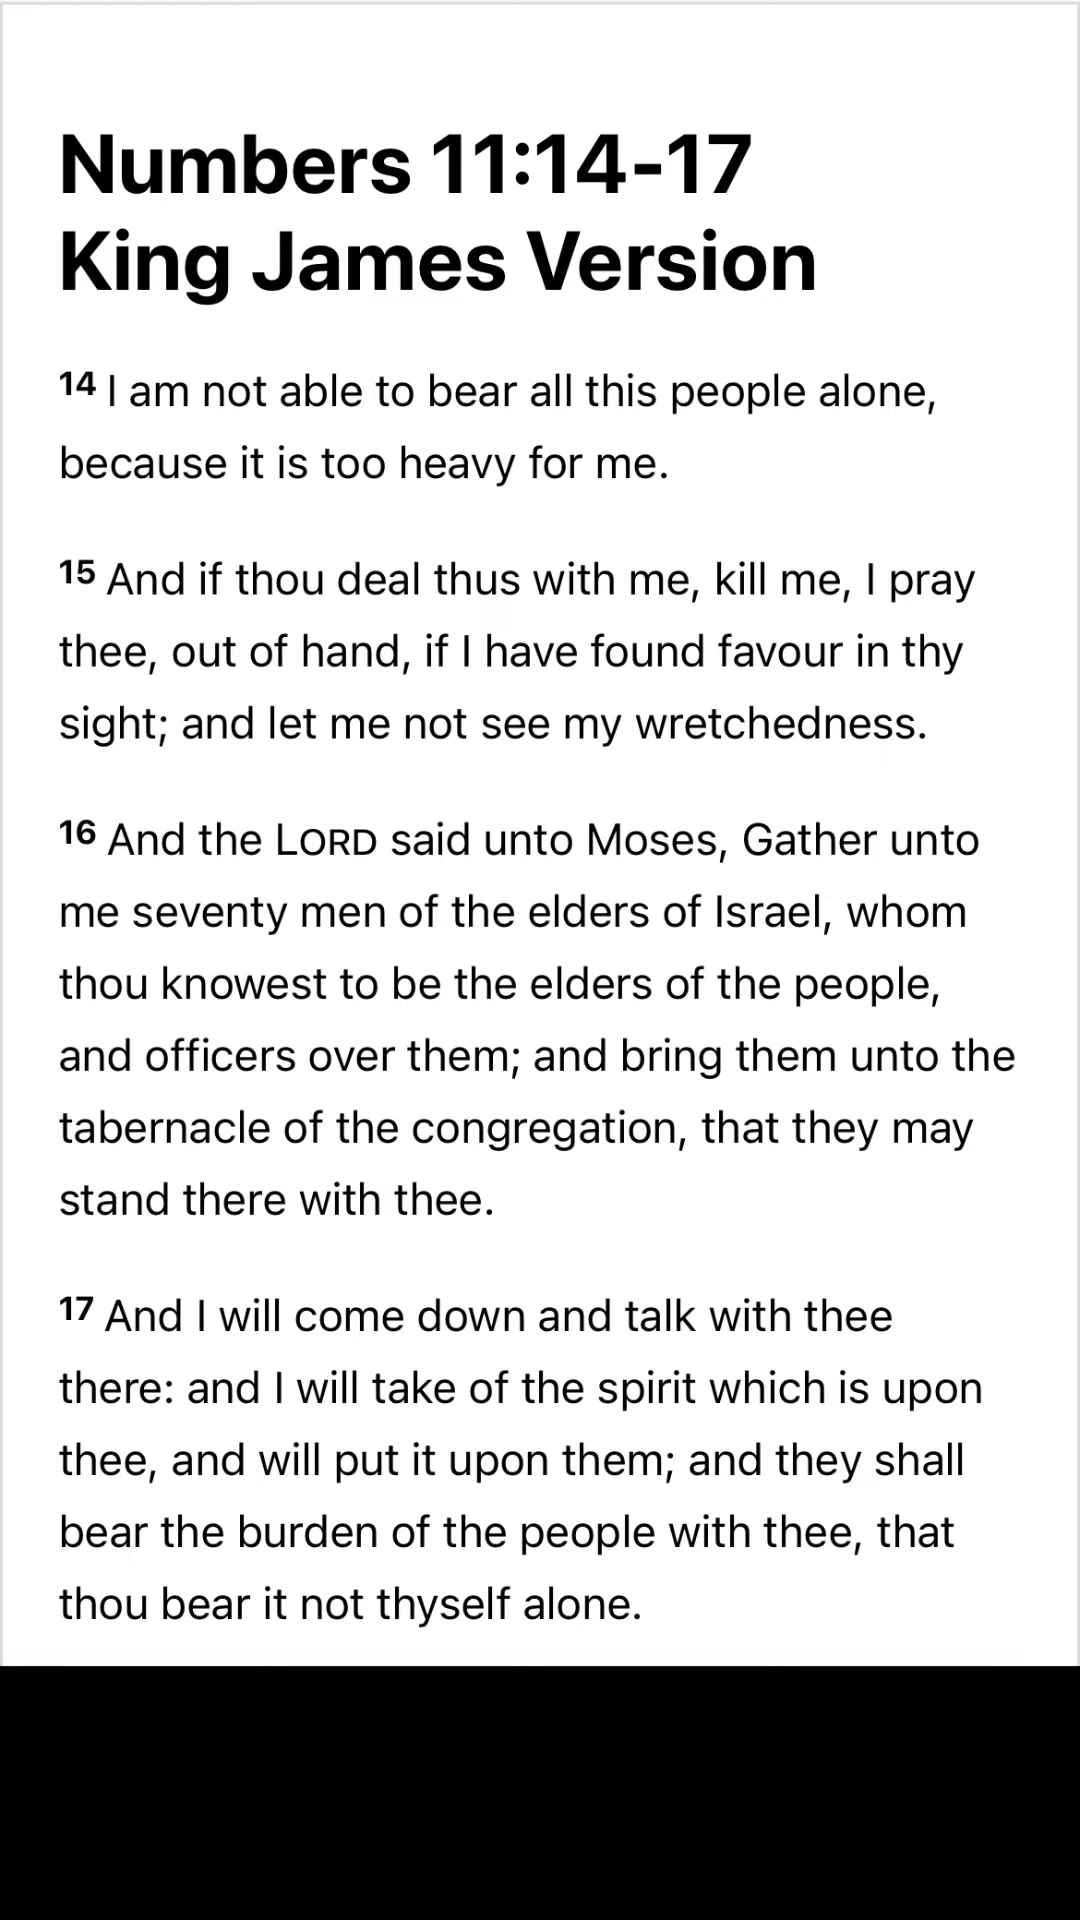 Numbers 11:14-17
King James Version
14 I am not able to bear all this people alone,
because it is too heavy for me.
15 And if thou deal thus with me, kill me, I pray
thee, out of hand, if I have found favour in thy
sight; and let me not see my wretchedness.
16 And the LORD said unto Moses, Gather unto
me seventy men of the elders of Israel, whom
thou knowest to be the elders of the people,
and officers over them; and bring them unto the
tabernacle of the congregation, that they may
stand there with thee.
17 And I will come down and talk with thee
there: and I will take of the spirit which is upon
thee, and will put it upon them; and they shall
bear the burden of the people with thee, that
thou bear it not thyself alone.